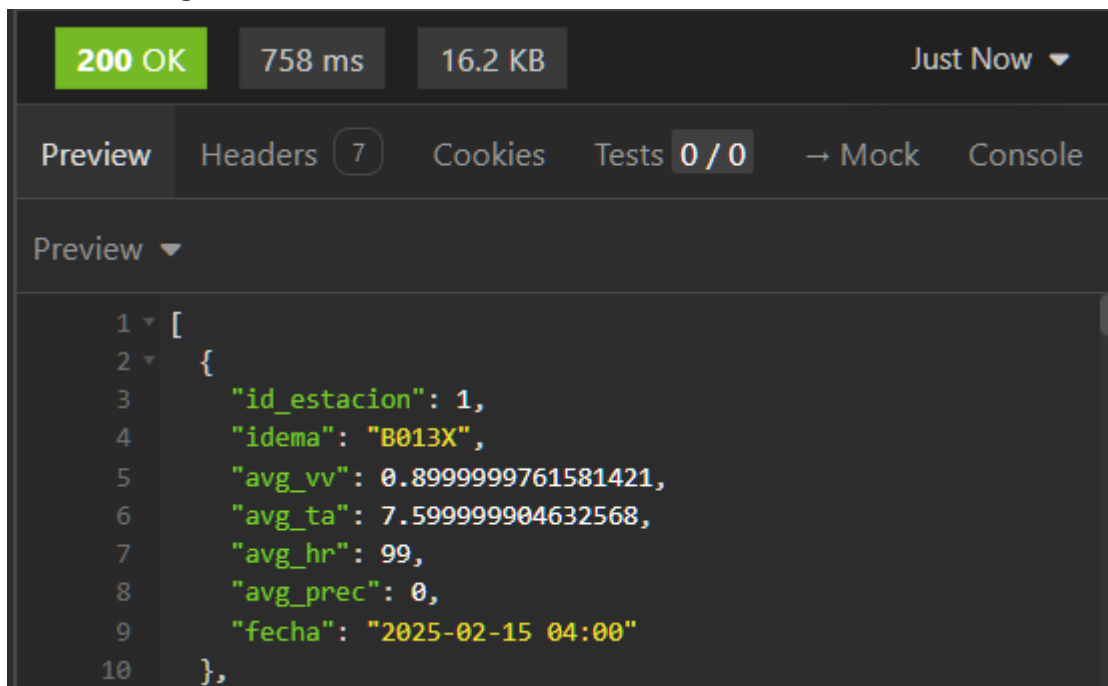 200 OK 758 ms 16.2 KB Just Now
Preview Headers 7 Cookies Tests 0 / 0 → Mock Console
Preview
1 [
2 {
3 "id_estacion": 1,
4 "idema": "B013X",
5 "avg_vv": 0.8999999761581421,
6 "avg_ta": 7.599999904632568,
7 "avg_hr": 99,
8 "avg_prec": 0,
9 "fecha": "2025-02-15 04:00"
10 },